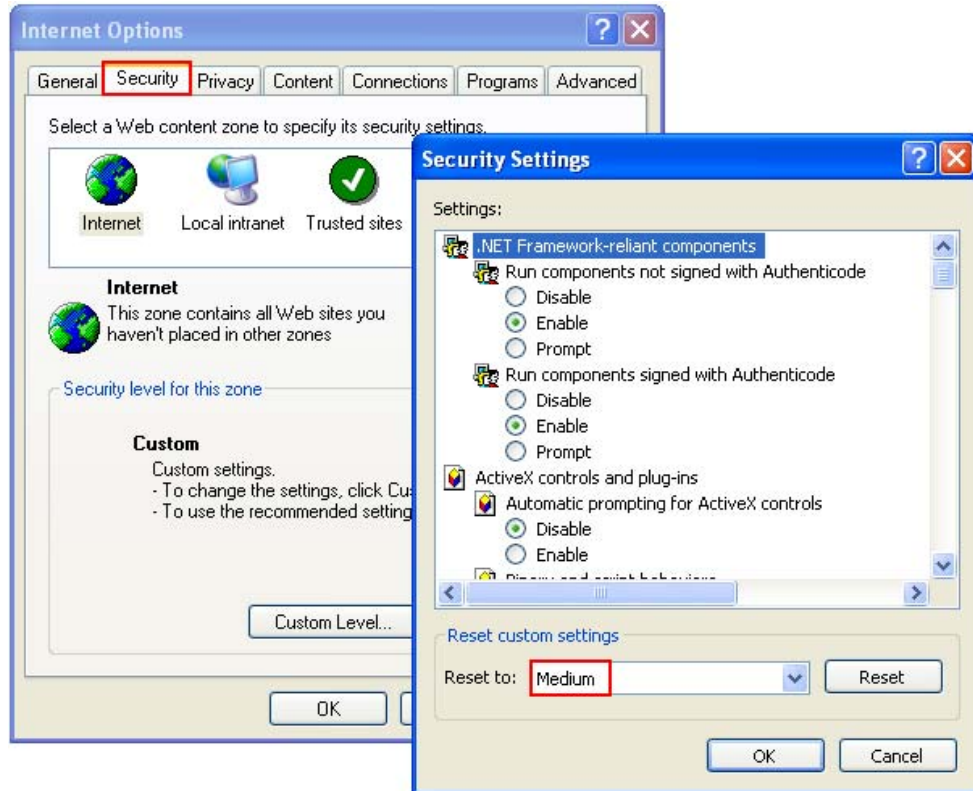 Internet Options
General Security Privacy Content Connections Programs Advanced
Select a Web content zone to specify its security settings.
Internet Local intranet Trusted sites
Internet
This zone contains all Web sites you
haven't placed in other zones
Security level for this zone
Custom
Custom settings.
- To change the settings, click
- To use the recommended
Custom Level...
OK
Security Settings
Settings:
.NET Framework-reliant components
Run components not signed with Authenticode
Disable
Enable
Prompt
Run components signed with Authenticode
Disable
Enable
Prompt
ActiveX controls and plug-ins
Automatic prompting for ActiveX controls
Disable
Enable
Reset custom settings
Reset to: Medium Reset
OK Cancel